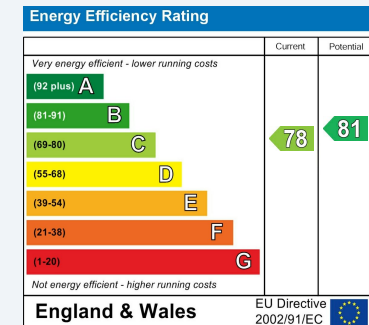 Energy Efficiency Rating
Current Potential
Very energy efficient - lower running costs
(92 plus) A
(81-91) B
(69-80) C
78
81
(55-68) D
(39-54) E
(21-38) F
(1-20) G
Not energy efficient - higher running costs
England & Wales
EU Directive
2002/91/EC